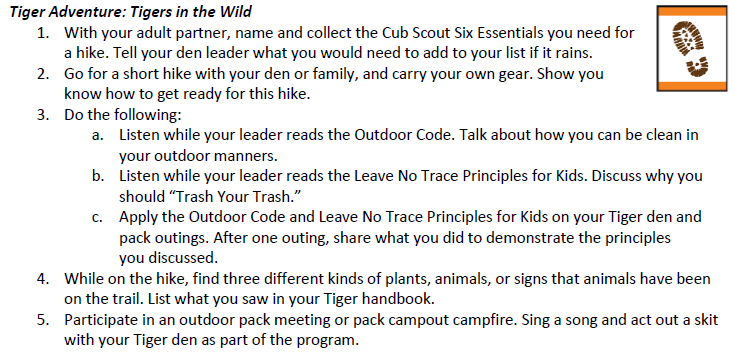 Tiger Adventure: Tigers in the Wild
1. With your adult partner, name and collect the Cub Scout Six Essentials you need for
a hike. Tell your den leader what you would need to add to your list if it rains.
2. Go for a short hike with your den or family, and carry your own gear. Show you
know how to get ready for this hike.
3. Do the following:
a. Listen while your leader reads the Outdoor Code. Talk about how you can be clean in
your outdoor manners.
b. Listen while your leader reads the Leave No Trace Principles for Kids. Discuss why you
should “Trash Your Trash.”
c. Apply the Outdoor Code and Leave No Trace Principles for Kids on your Tiger den and
pack outings. After one outing, share what you did to demonstrate the principles
you discussed.
4. While on the hike, find three different kinds of plants, animals, or signs that animals have been
on the trail. List what you saw in your Tiger handbook.
5. Participate in an outdoor pack meeting or pack campout campfire. Sing a song and act out a skit
with your Tiger den as part of the program.